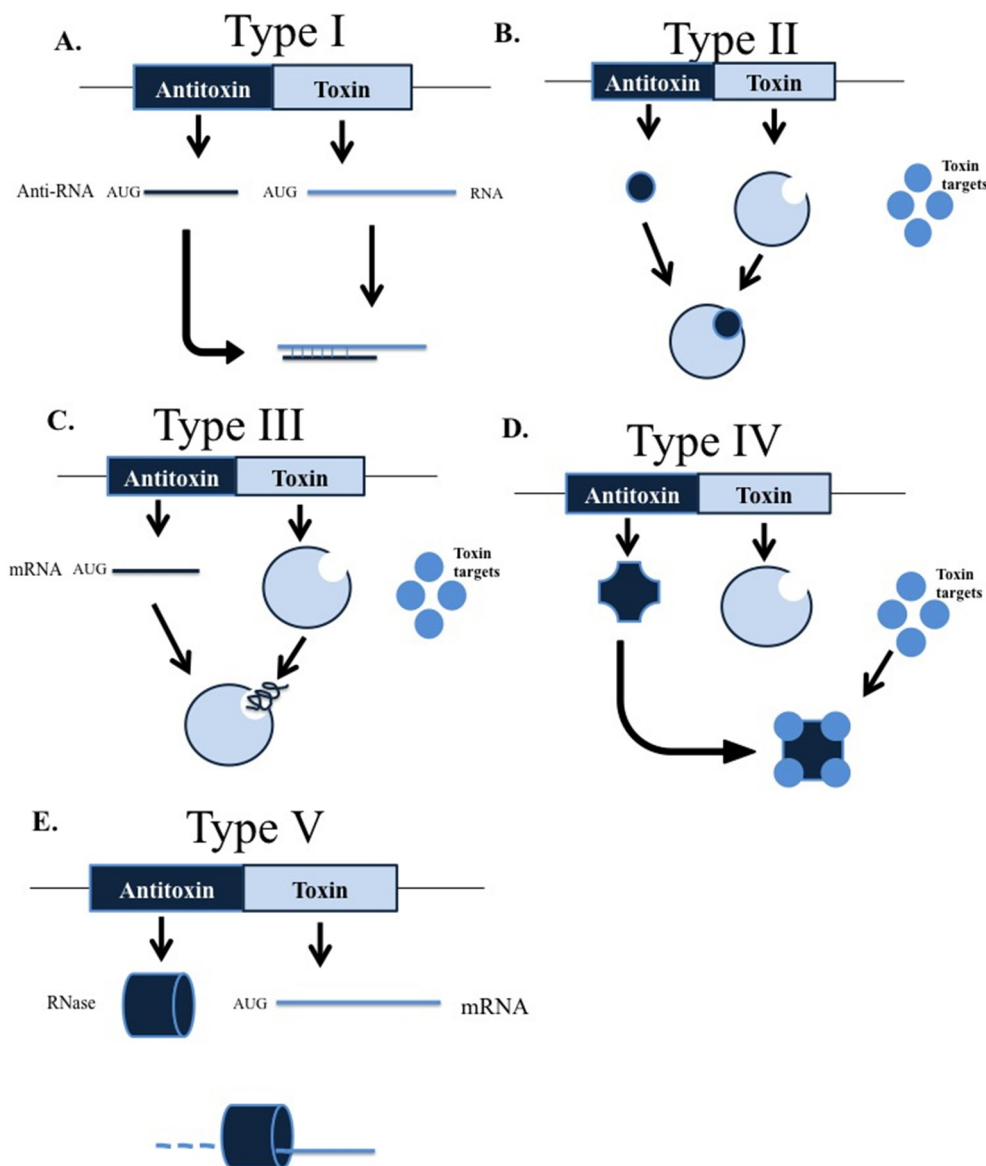 A.
Type I
Antitoxin
Toxin
Anti-RNA
AUG
AUG
RNA
B.
Type II
Antitoxin
Toxin
Toxin
targets
C.
Type III
Antitoxin
Toxin
mRNA
AUG
Toxin
targets
D.
Type IV
Antitoxin
Toxin
Toxin
targets
E.
Type V
Antitoxin
Toxin
RNase
AUG
mRNA